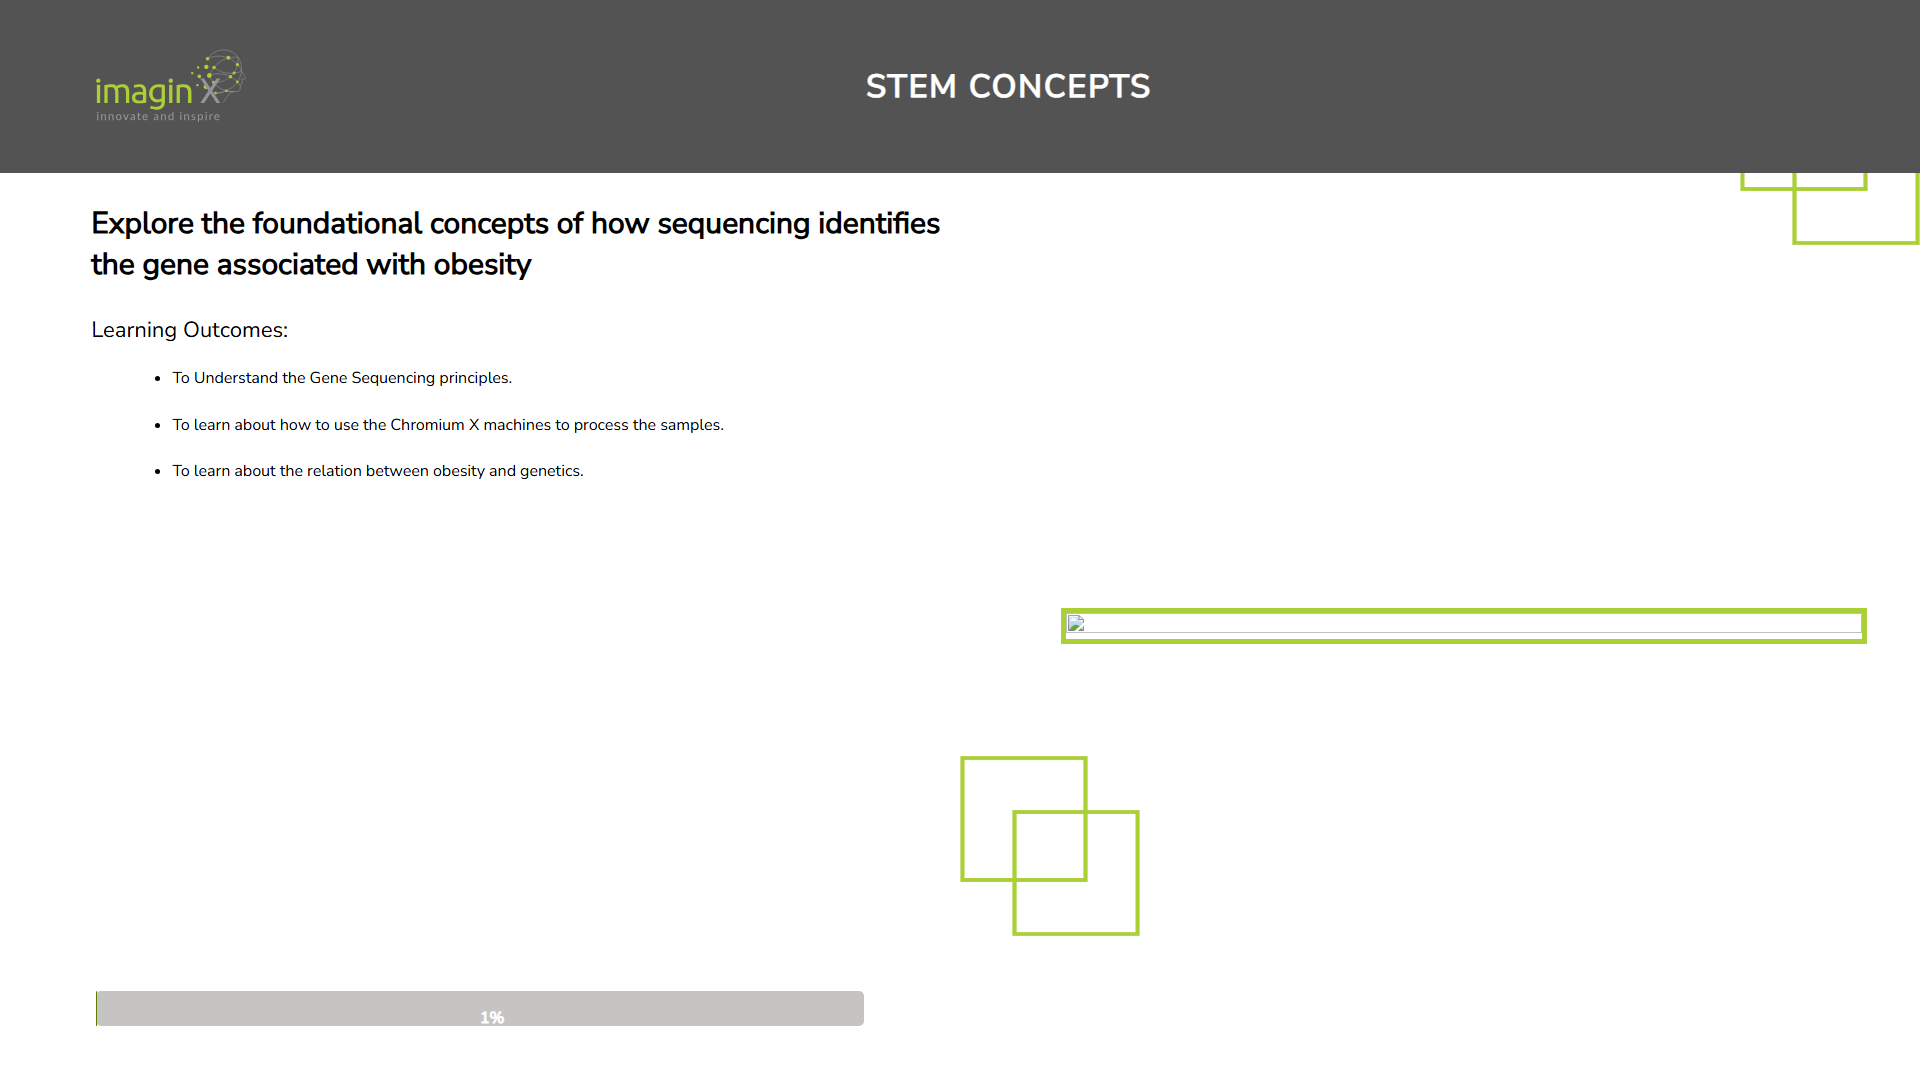 imagin X
innovate and inspire
STEM CONCEPTS
Explore the foundational concepts of how sequencing identifies
the gene associated with obesity
Learning Outcomes:
• To Understand the Gene Sequencing principles.
• To learn about how to use the Chromium X machines to process the samples.
• To learn about the relation between obesity and genetics.
1%